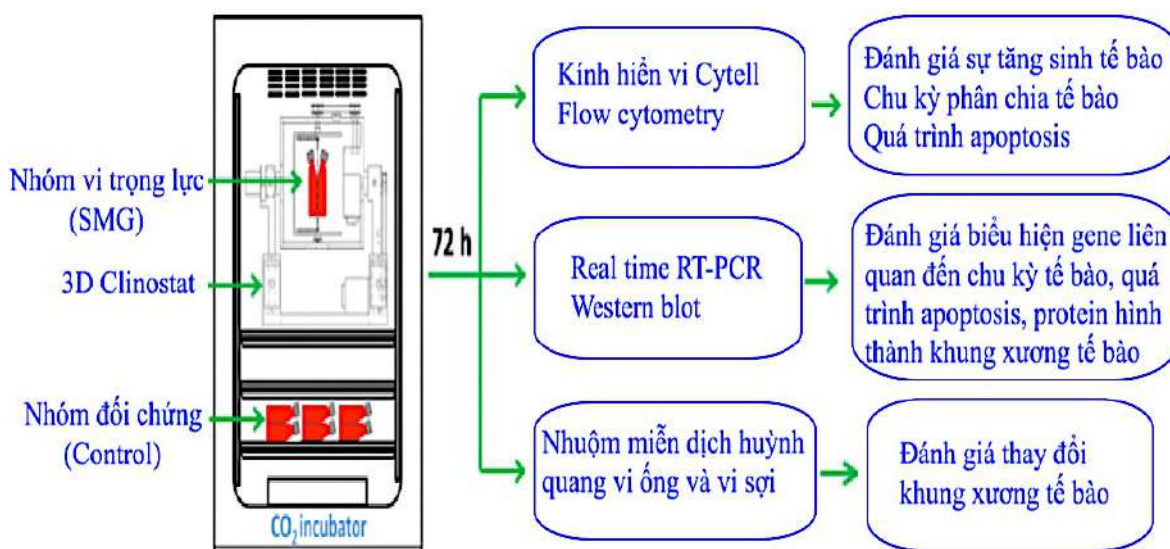 Nhóm vi trọng lực
(SMG)
3D Clinostat
Nhóm đối chứng
(Control)
CO₂ incubator
72 h
Kính hiển vi Cytell
Flow cytometry
Đánh giá sự tăng sinh tế bào
Chu kỳ phân chia tế bào
Quá trình apoptosis
Real time RT-PCR
Western blot
Đánh giá biểu hiện gene liên
quan đến chu kỳ tế bào, quá
trình apoptosis, protein hình
thành khung xương tế bào
Nhuộm miễn dịch huỳnh
quang vi ống và vi sợi
Đánh giá thay đổi
khung xương tế bào